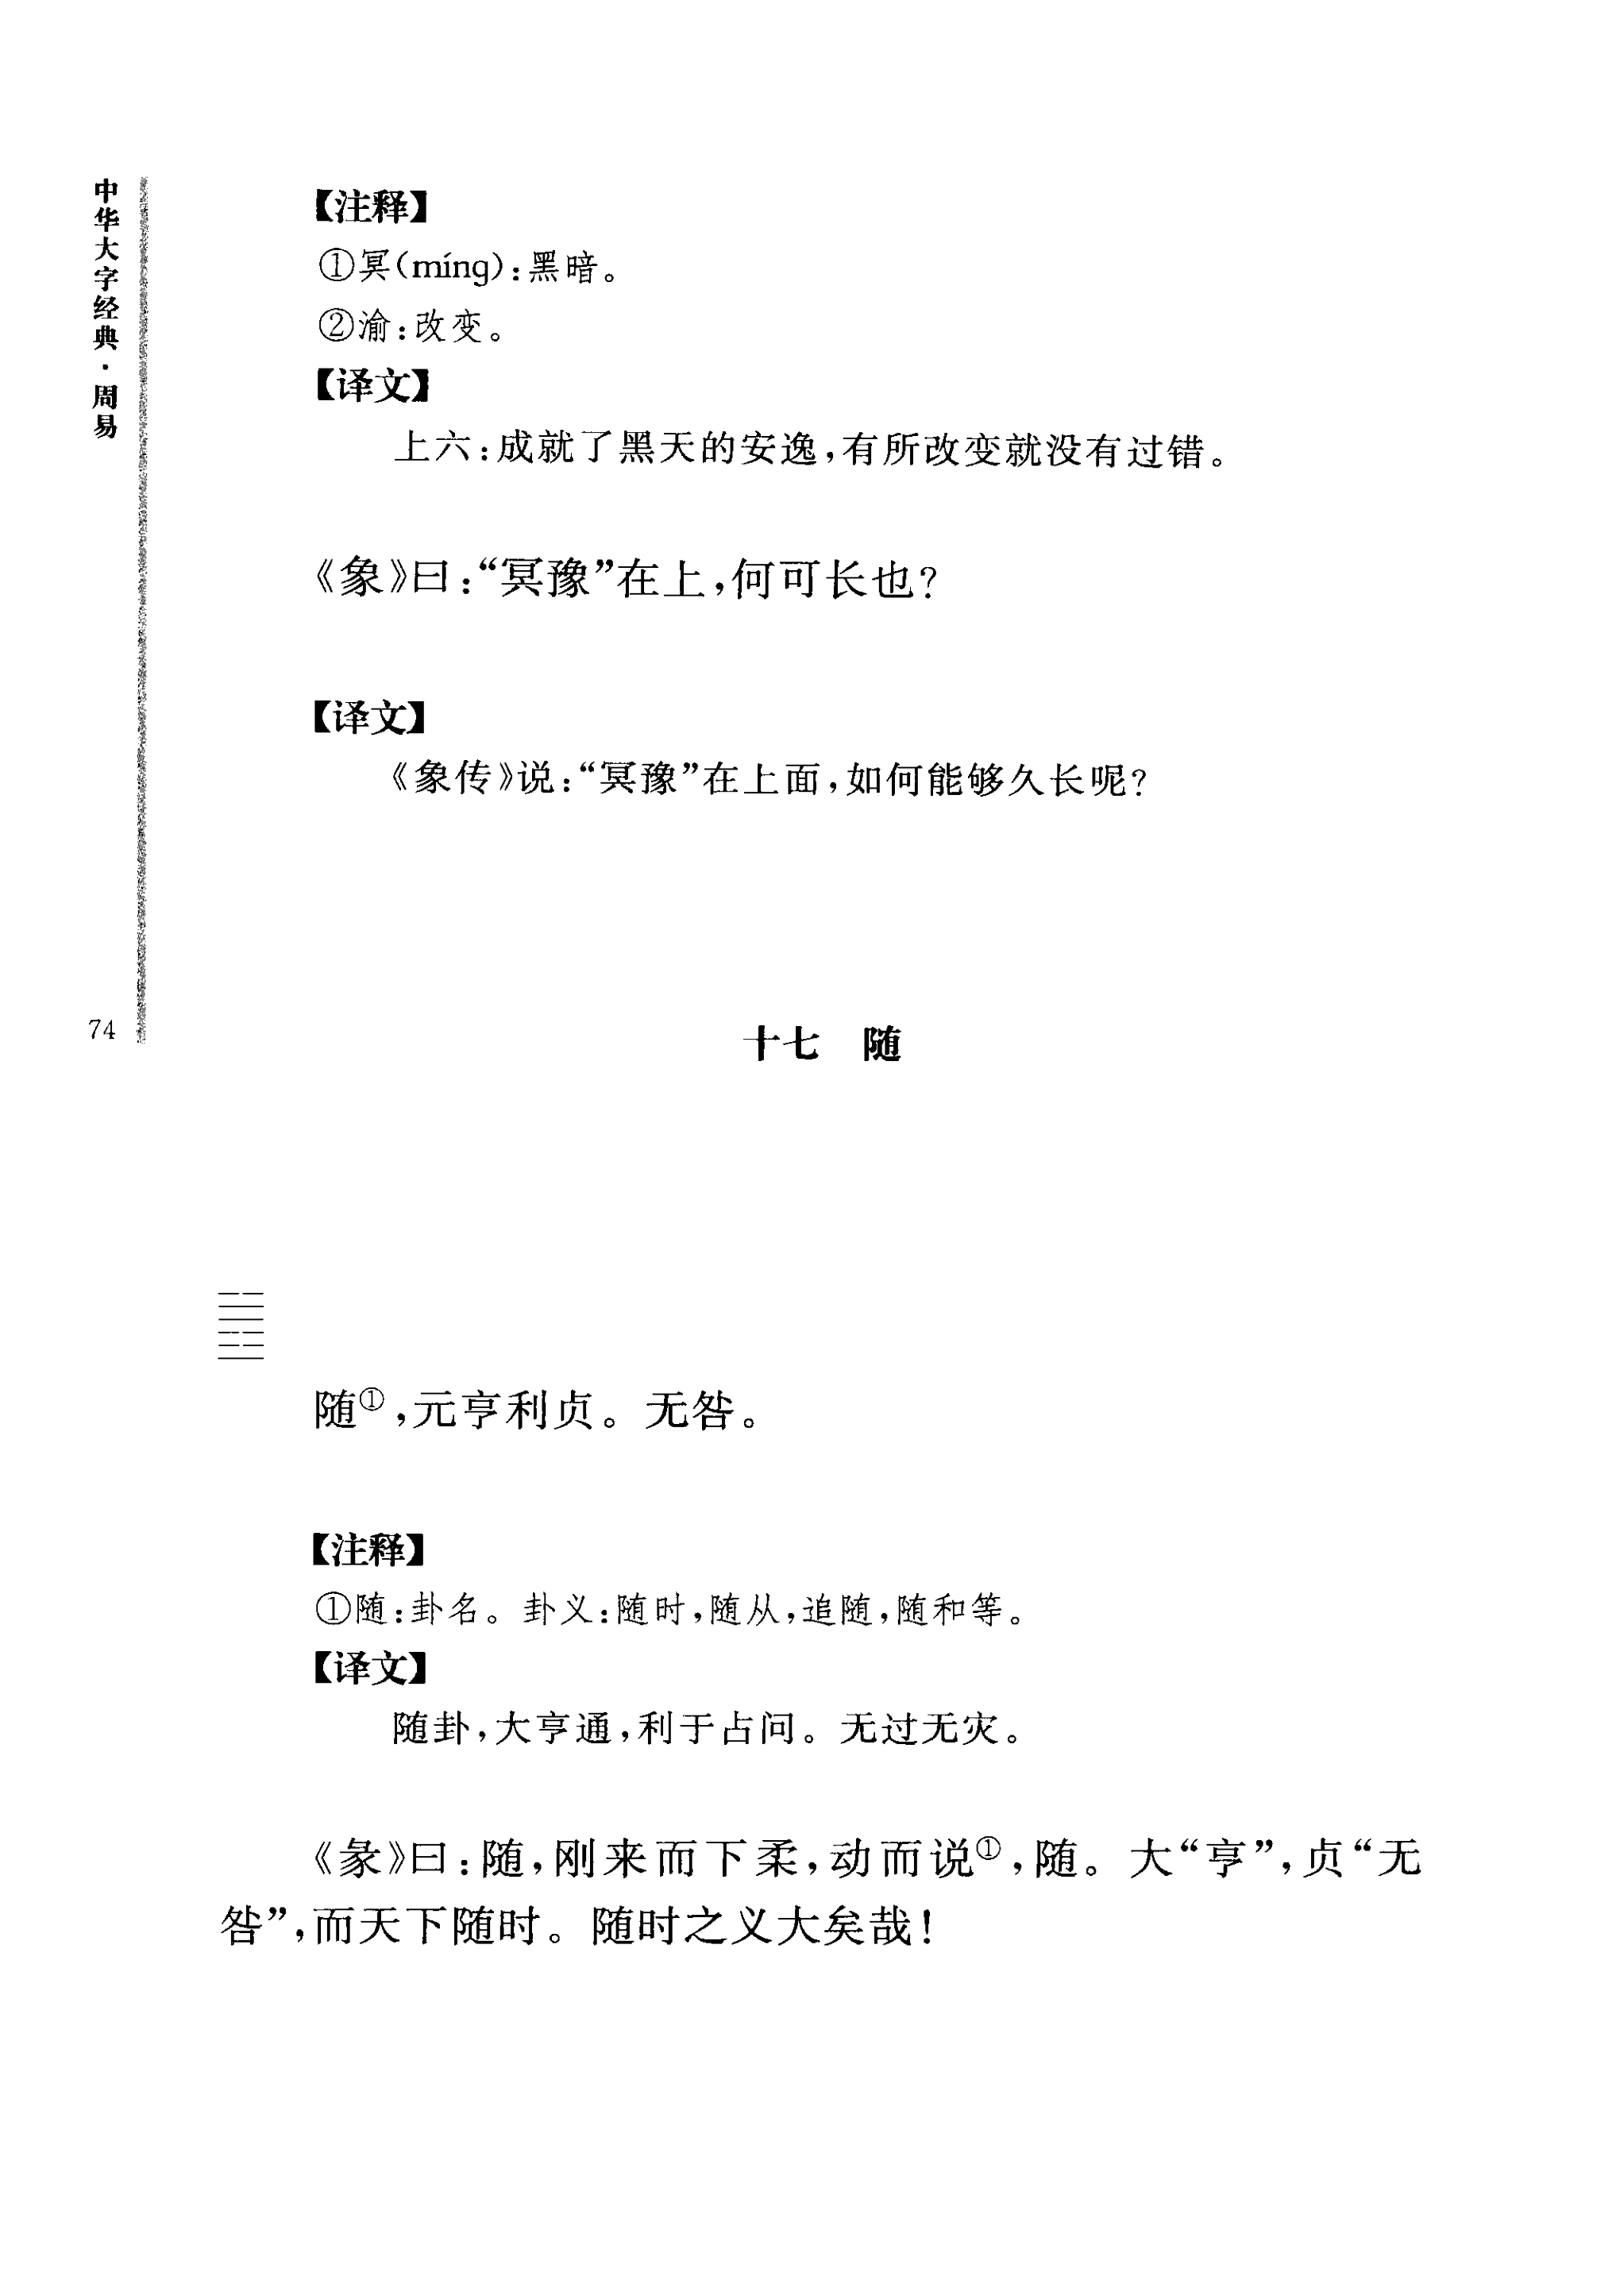 中华大字经典·周易
74
【注释】
①冥(míng):黑暗。
②渝:改变。
【译文】
上六:成就了黑天的安逸,有所改变就没有过错。
《象》曰:“冥豫”在上,何可长也?
【译文】
《象传》说:“冥豫”在上面,如何能够久长呢?
十七 随
随①,元亨利贞。无咎。
【注释】
①随:卦名。卦义:随时,随从,追随,随和等。
【译文】
随卦,大亨通,利于占问。无过无灾。
《彖》曰:随,刚来而下柔,动而说①,随。大“亨”,贞“无
咎”,而天下随时。随时之义大矣哉!